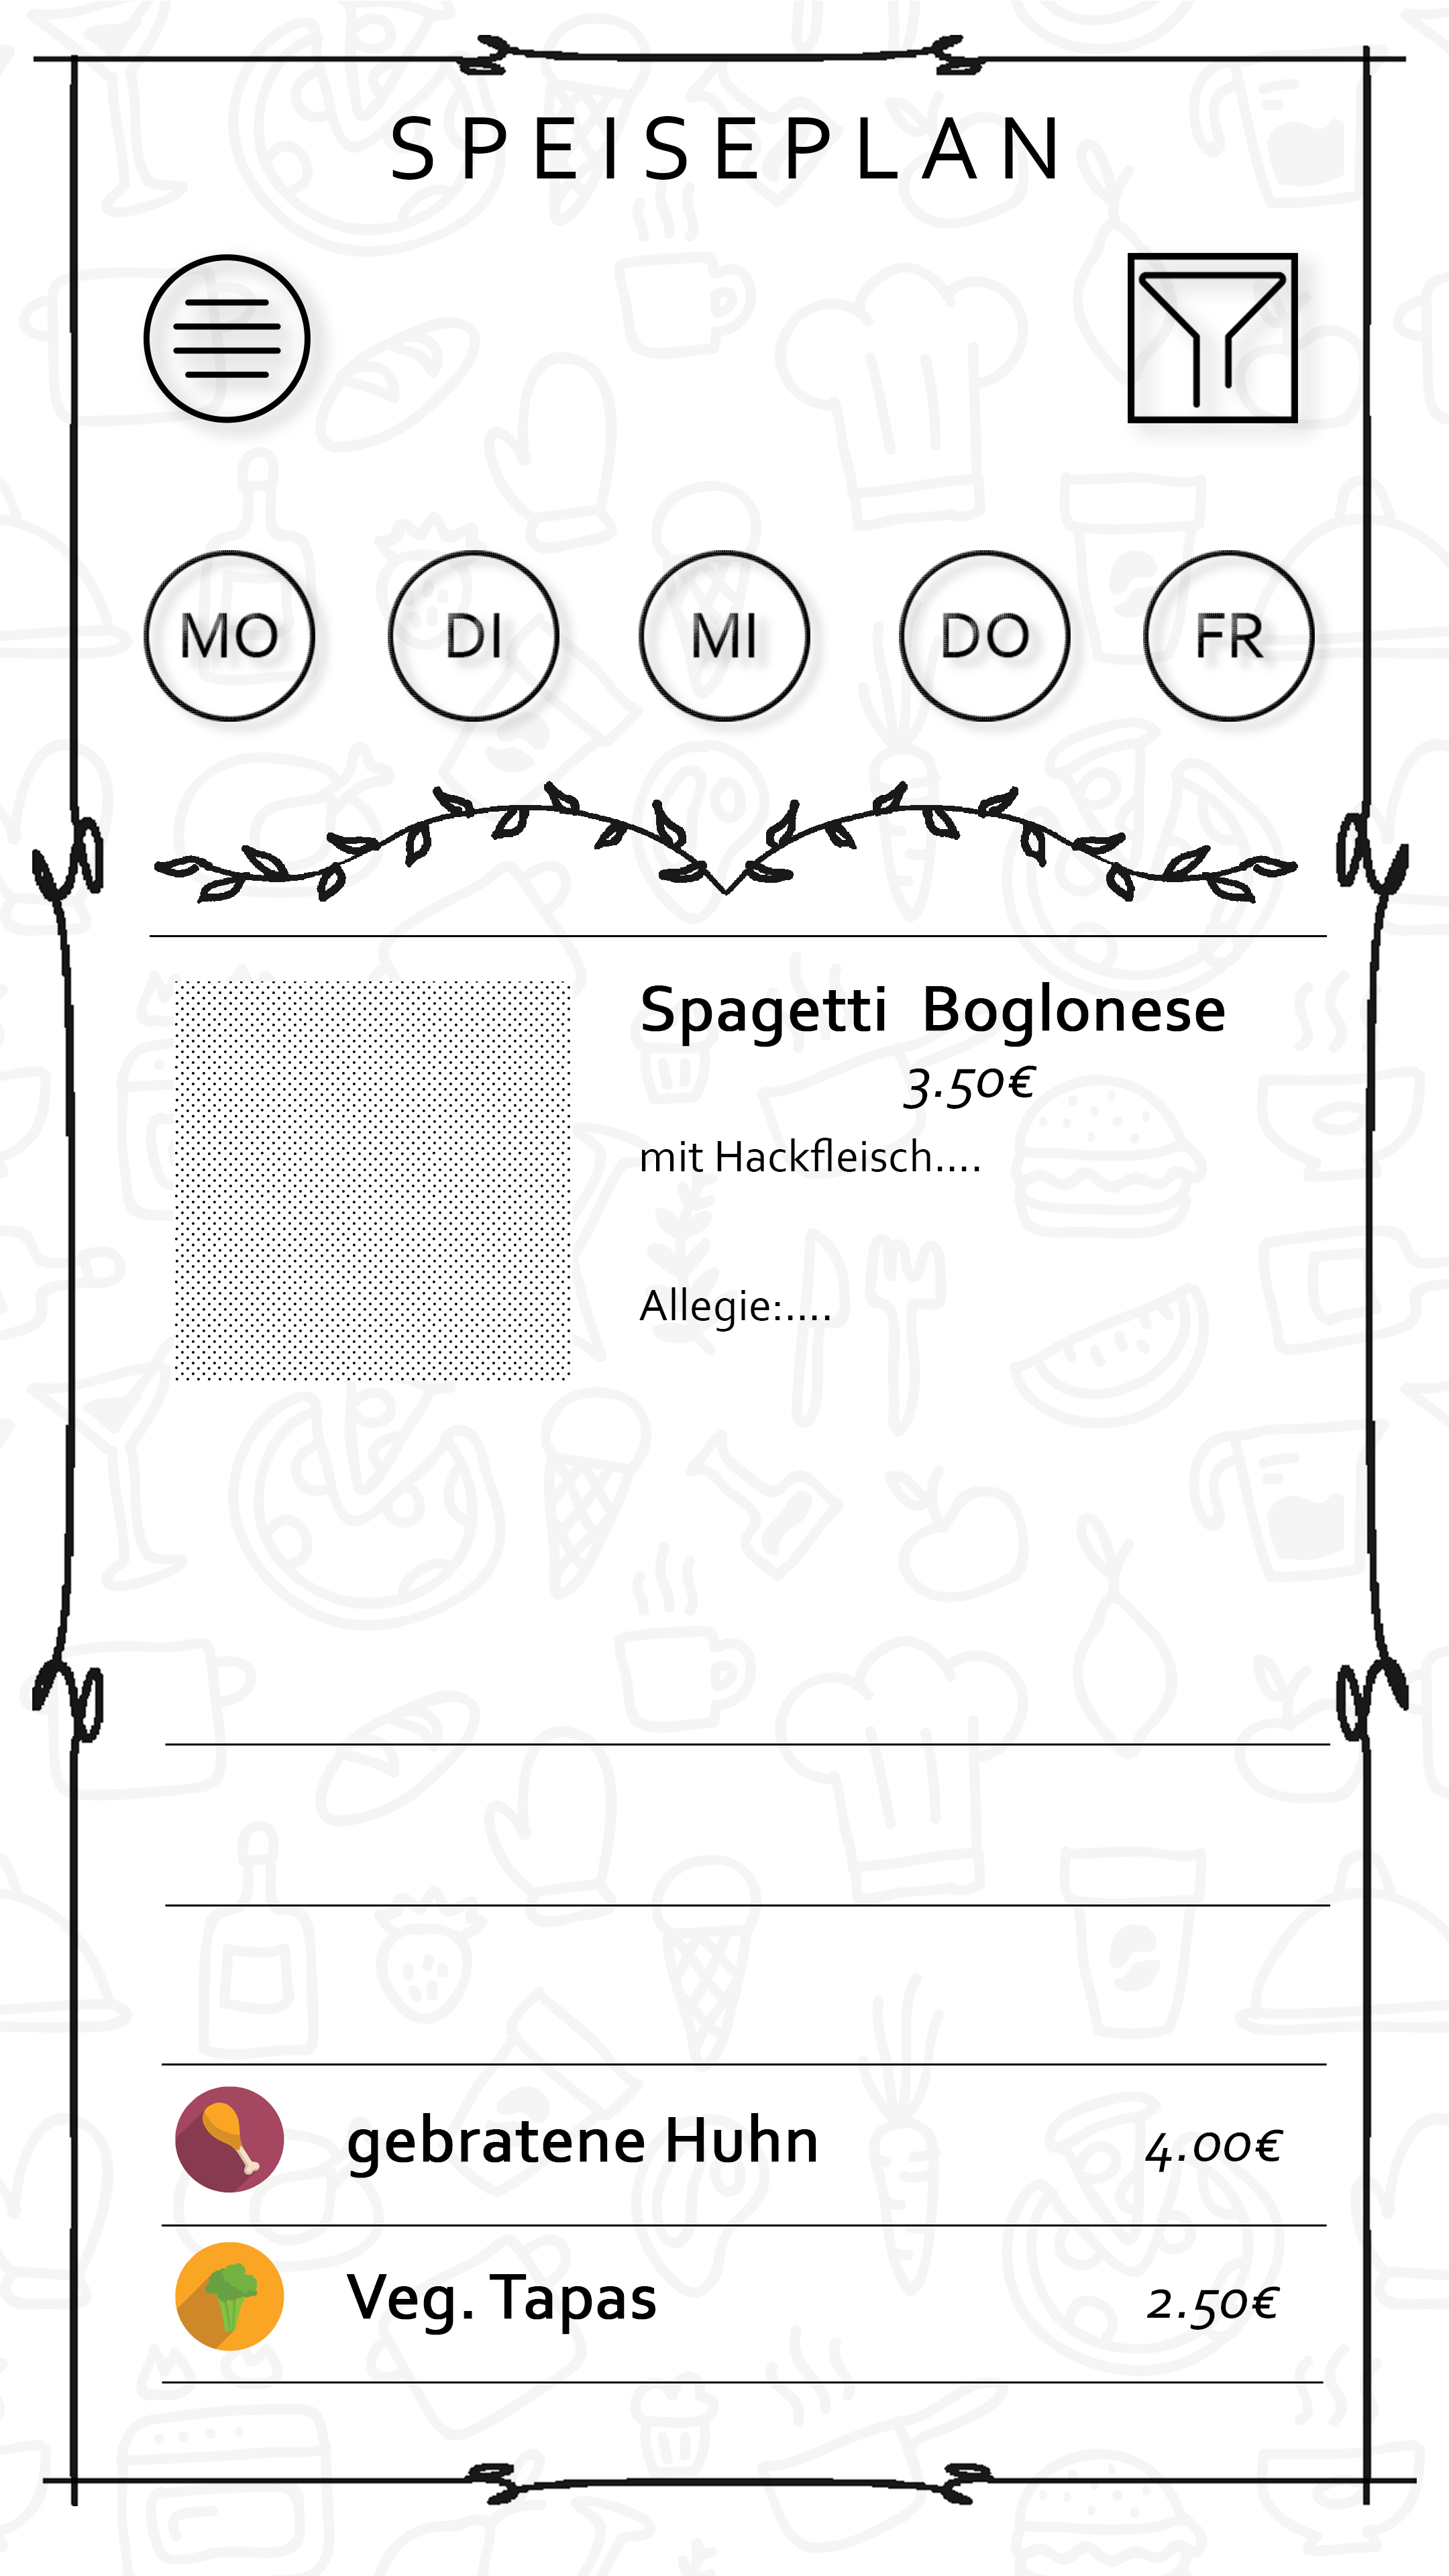 SPEISEPLAN
MO DI MI DO FR
Spagetti Boglonese
3.50€
mit Hackfleisch....
Allegie:....
gebratene Huhn 4.00€
Veg. Tapas 2.50€